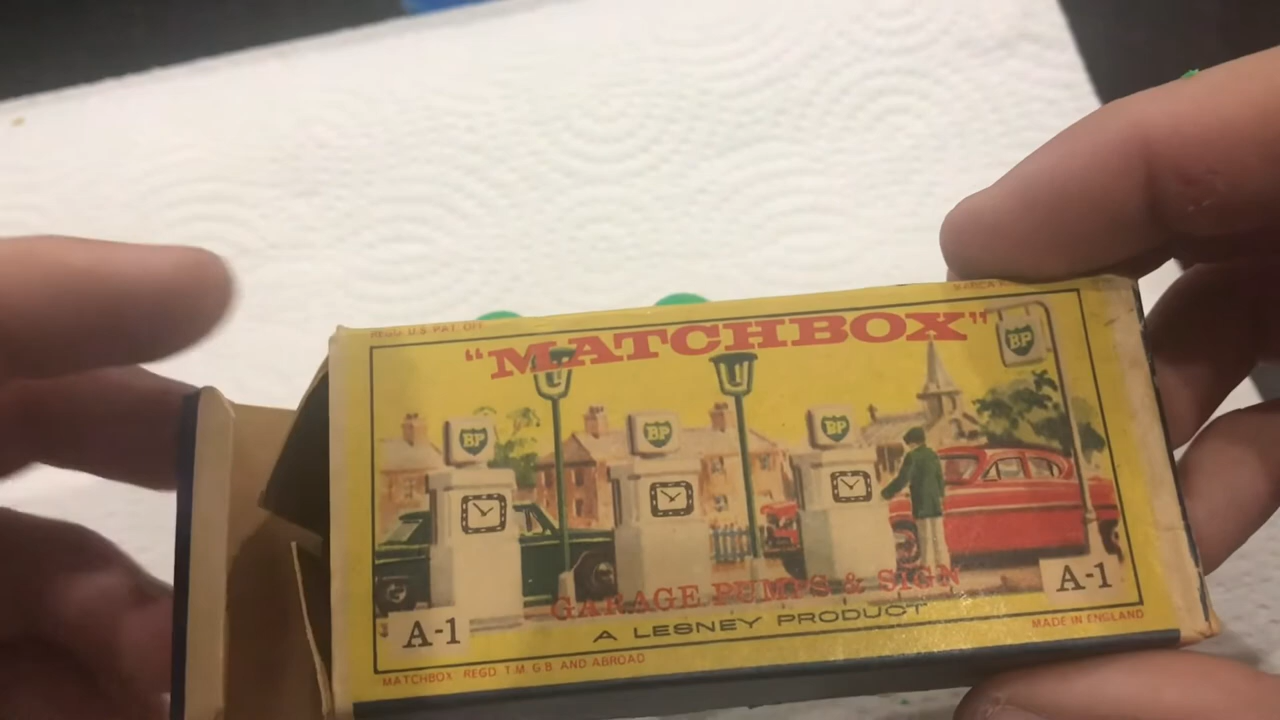 REGD U.S. PAT. OFF
MARCA
"MATCHBOX"
BP
BP
BP
BP
GARAGE PUMPS & SIGN
A-1
A-1
A LESNEY PRODUCT
MATCHBOX REGD. T.M. G.B. AND ABROAD
MADE IN ENGLAND